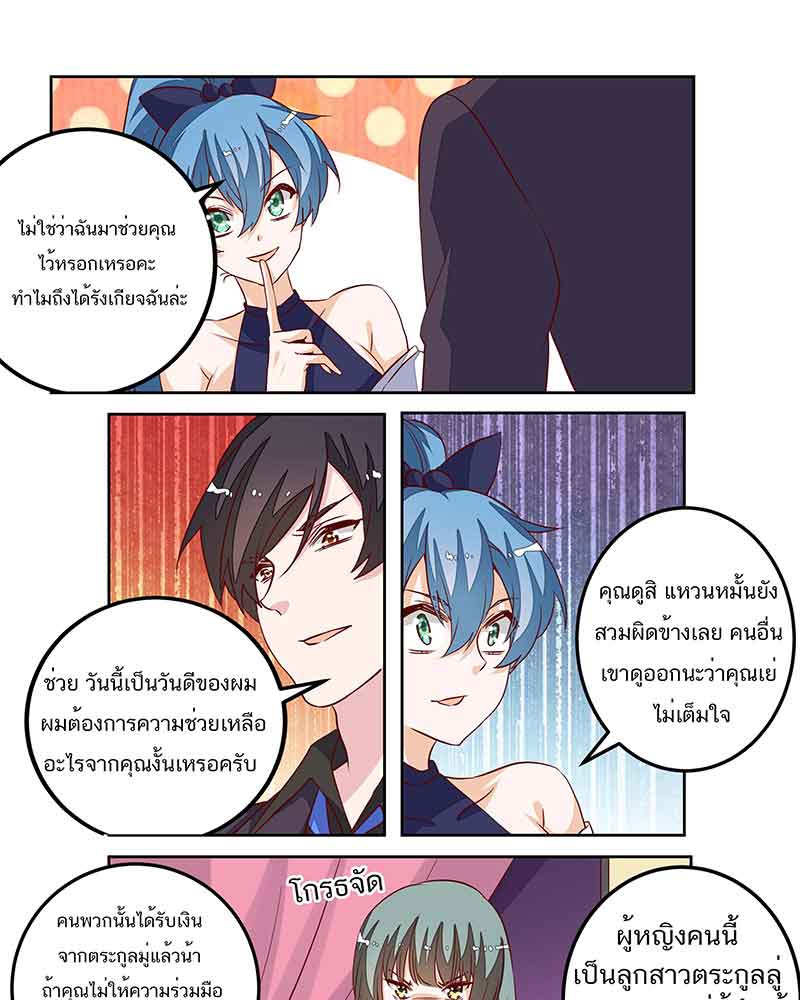 ไม่ใช่ว่าฉันมาช่วยคุณ
ไว้หรอกเหรอคะ
ทำไมถึงได้รังเกียจฉันล่ะ
ช่วย วันนี้เป็นวันดีของผม
ผมต้องการความช่วยเหลือ
อะไรจากคุณงั้นเหรอครับ
คุณดูสิ แหวนหมั้นยัง
สวมผิดข้างเลย คนอื่น
เขาดูออกนะว่าคุณเย่
ไม่เต็มใจ
โกรธจัด
คนพวกนั้นได้รับเงิน
จากตระกูลมู่แล้วน้า
ถ้าคุณไม่ให้ความร่วมมือ
ผู้หญิงคนนี้
เป็นลูกสาวตระกูลลู่